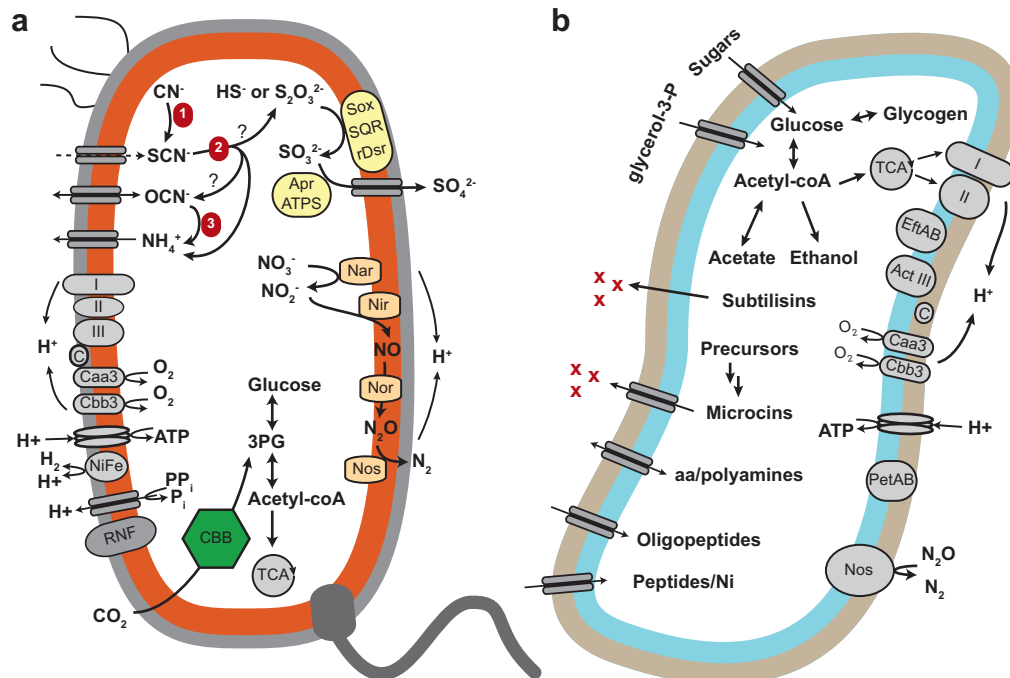 a
CN⁻
1
HS⁻ or S₂O₃²⁻
?
2
SCN⁻
?
OCN⁻
3
NH₄⁺
Sox
SQR
rDsr
SO₃²⁻
Apr
ATPS
SO₄²⁻
I
II
III
C
H⁺
Caa3
O₂
Cbb3
O₂
H+
ATP
H₂
H+
NiFe
H+
PPᵢ
Pᵢ
RNF
NO₃⁻
NO₂⁻
Nar
Nir
NO
Nor
N₂O
Nos
N₂
H⁺
Glucose
3PG
Acetyl-coA
CBB
TCA
CO₂
b
Sugars
glycerol-3-P
Glucose
Glycogen
Acetyl-coA
TCA
I
II
Acetate
Ethanol
EftAB
Act III
C
H⁺
x
x
x
Subtilisins
O₂
Caa3
O₂
Cbb3
Precursors
x
x
x
Microcins
ATP
H+
aa/polyamines
PetAB
Oligopeptides
Peptides/Ni
Nos
N₂O
N₂